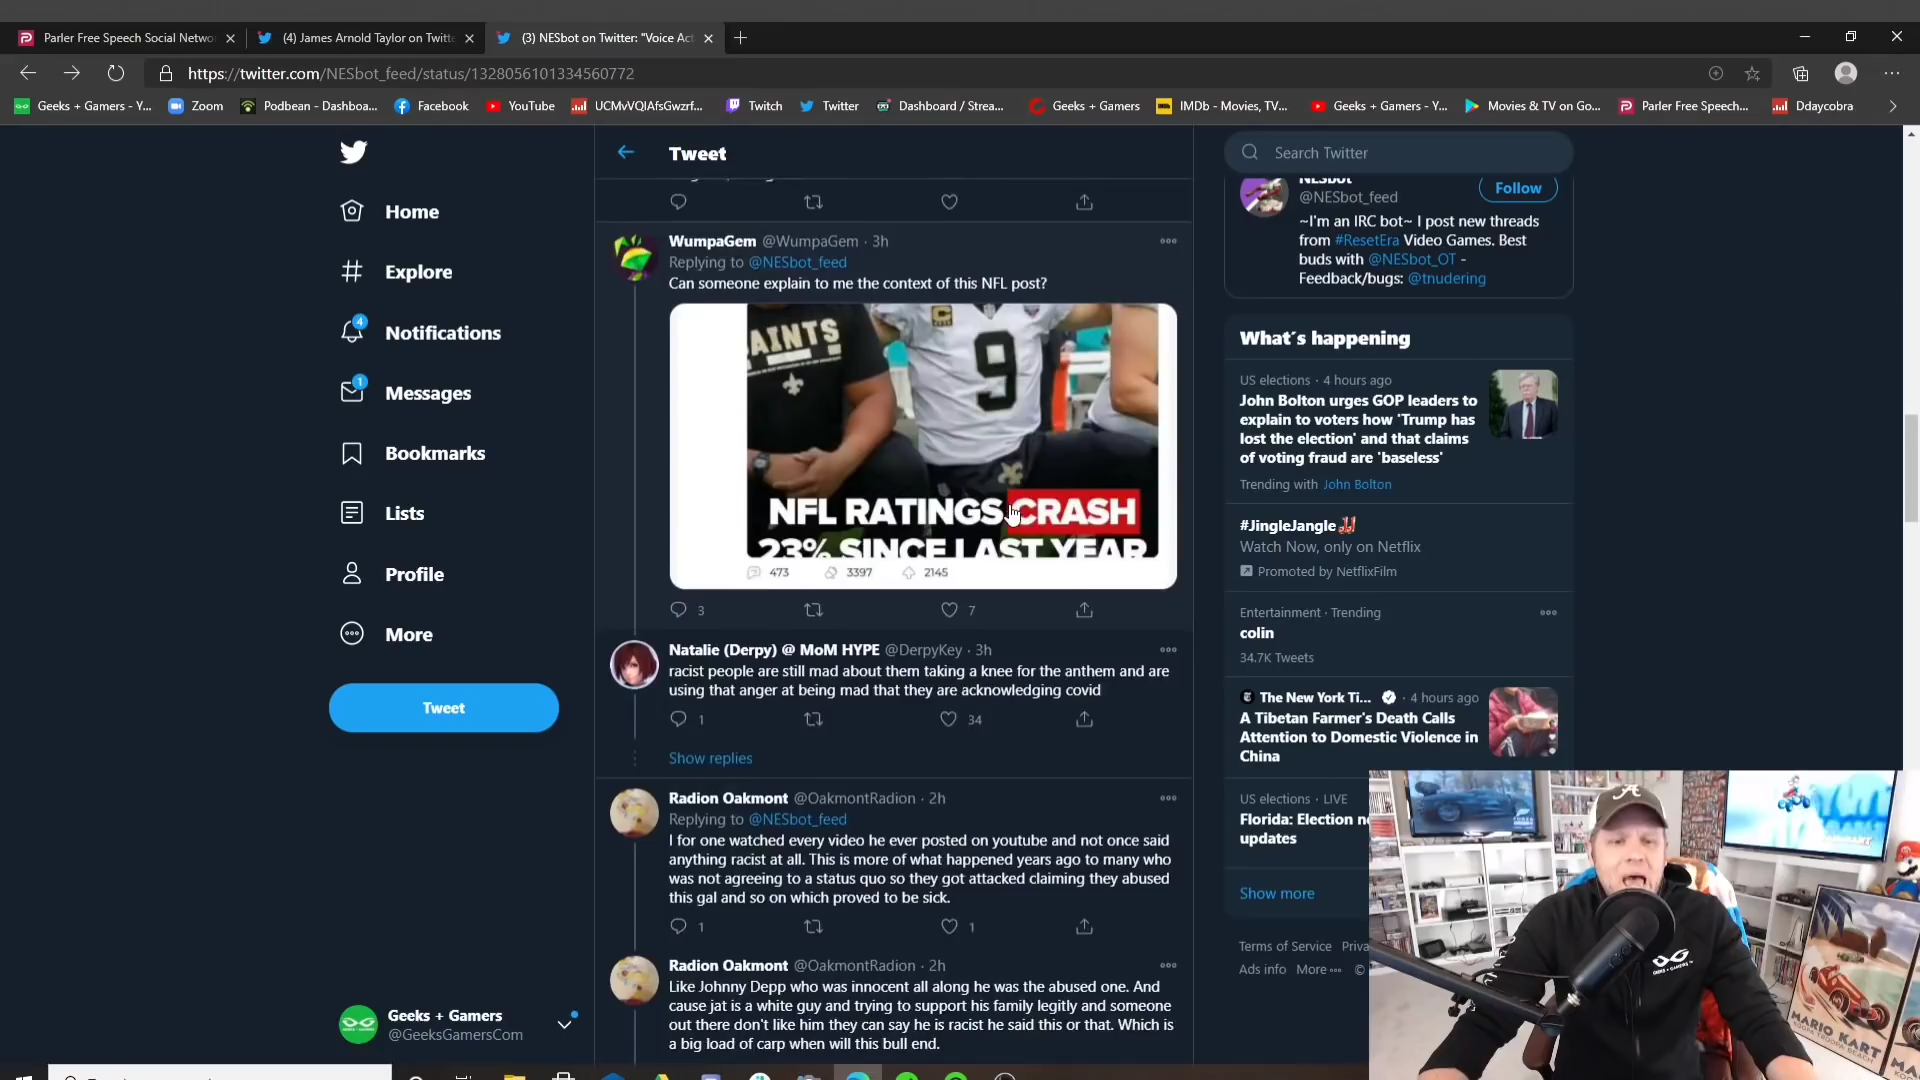 Parler Free Speech Social Netwo
(4) James Arnold Taylor on Twitte
(3) NESbot on Twitter: "Voice Act
https://twitter.com/NESbot_feed/status/1328056101334560772
Geeks + Gamers - Y...
Zoom
Podbean - Dashboa...
Facebook
YouTube
UCMvVQIAfsGwzrf...
Twitch
Twitter
Dashboard / Strea...
Geeks + Gamers
IMDb - Movies, TV...
Geeks + Gamers - Y...
Movies & TV on Go...
Parler Free Speech...
Ddaycobra
Home
Explore
4
Notifications
1
Messages
Bookmarks
Lists
Profile
More
Tweet
Geeks + Gamers
@GeeksGamersCom
Tweet
WumpaGem @WumpaGem · 3h
Replying to @NESbot_feed
Can someone explain to me the context of this NFL post?
AINTS
C
9
NFL RATINGS CRASH
23% SINCE LAST YEAR
473 3397 2145
3 7
Natalie (Derpy) @ MoM HYPE @DerpyKey · 3h
racist people are still mad about them taking a knee for the anthem and are
using that anger at being mad that they are acknowledging covid
1 34
Show replies
Radion Oakmont @OakmontRadion · 2h
Replying to @NESbot_feed
I for one watched every video he ever posted on youtube and not once said
anything racist at all. This is more of what happened years ago to many who
was not agreeing to a status quo so they got attacked claiming they abused
this gal and so on which proved to be sick.
1 1
Radion Oakmont @OakmontRadion · 2h
Like Johnny Depp who was innocent all along he was the abused one. And
cause jat is a white guy and trying to support his family legitly and someone
out there don't like him they can say he is racist he said this or that. Which is
a big load of carp when will this bull end.
Search Twitter
NESbot
@NESbot_feed
Follow
~I'm an IRC bot~ I post new threads
from #ResetEra Video Games. Best
buds with @NESbot_OT -
Feedback/bugs: @tnudering
What's happening
US elections · 4 hours ago
John Bolton urges GOP leaders to
explain to voters how 'Trump has
lost the election' and that claims
of voting fraud are 'baseless'
Trending with John Bolton
#JingleJangle
Watch Now, only on Netflix
Promoted by NetflixFilm
Entertainment · Trending
colin
34.7K Tweets
The New York Ti... · 4 hours ago
A Tibetan Farmer's Death Calls
Attention to Domestic Violence in
China
US elections · LIVE
Florida: Election
updates
Show more
Terms of Service Priva
Ads info More ©
A
GEEKS + GAMERS
MARIO KART